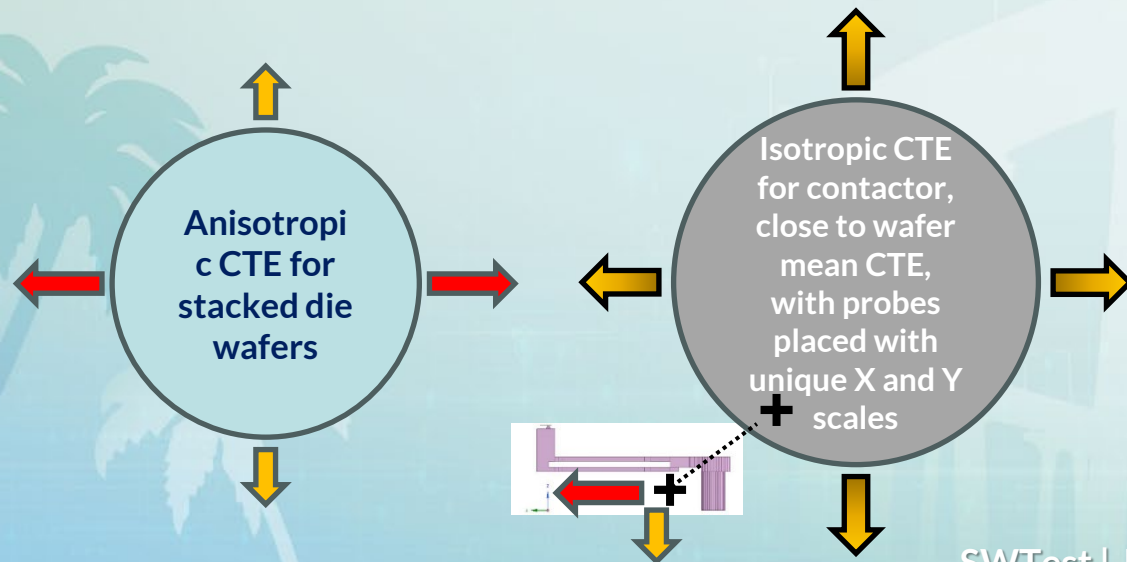 Anisotropi
c CTE for
stacked die
wafers
Isotropic CTE
for contactor,
close to wafer
mean CTE,
with probes
placed with
unique X and Y
scales
SWTest |